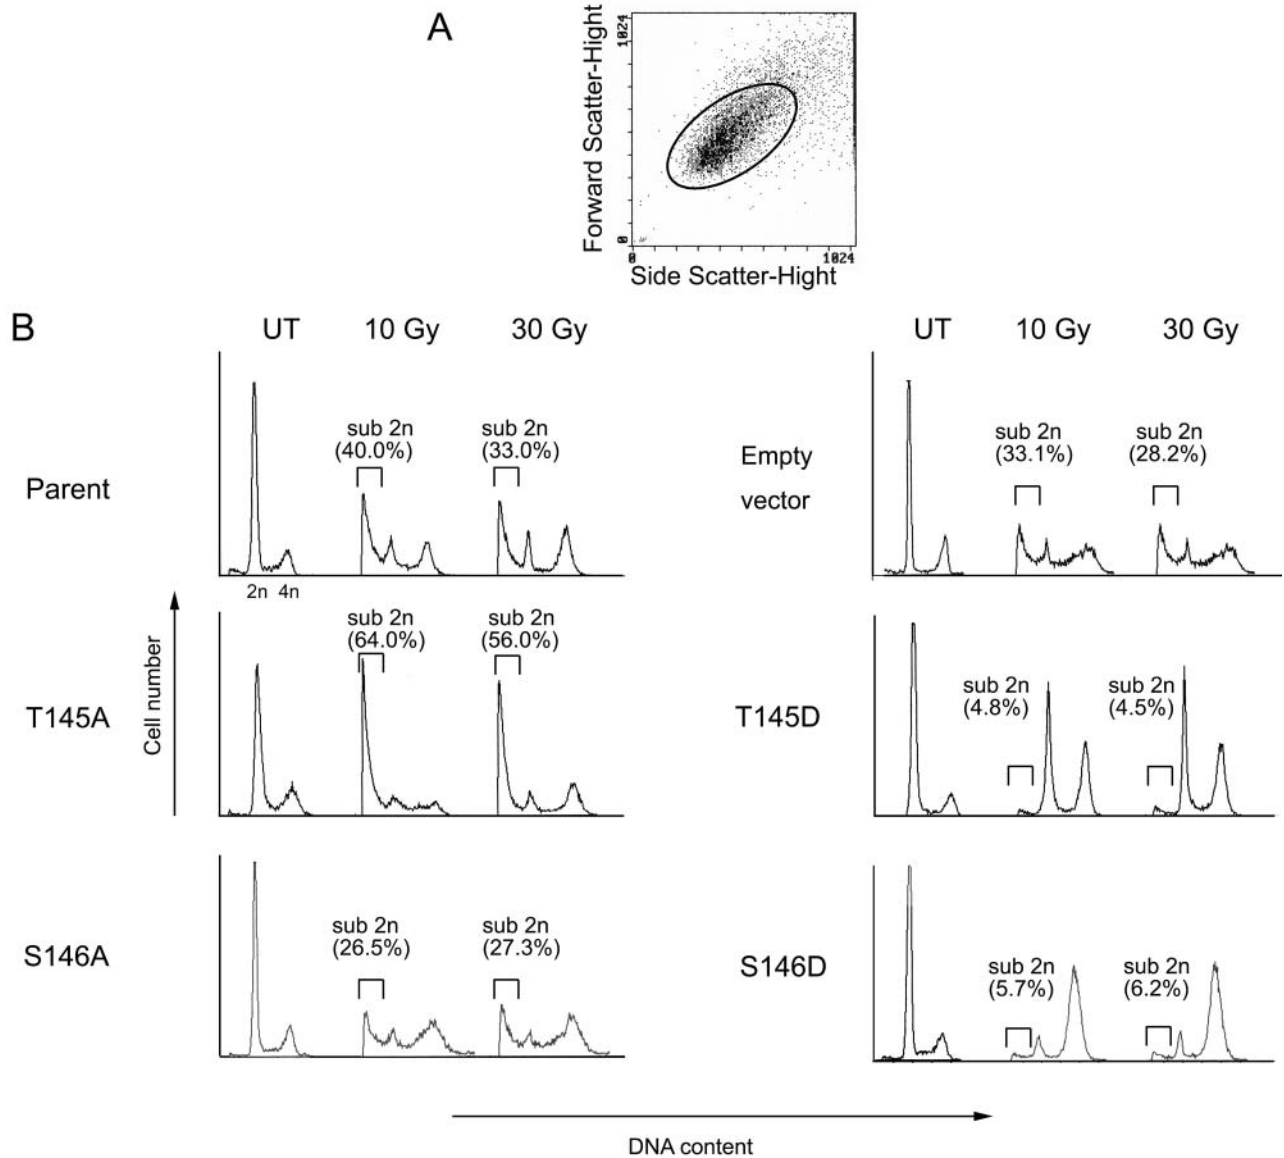 A
Forward Scatter-Hight
1024
0
0
1024
Side Scatter-Hight
B
UT
10 Gy
30 Gy
UT
10 Gy
30 Gy
Parent
sub 2n
(40.0%)
sub 2n
(33.0%)
2n 4n
Empty
vector
sub 2n
(33.1%)
sub 2n
(28.2%)
Cell number
T145A
sub 2n
(64.0%)
sub 2n
(56.0%)
T145D
sub 2n
(4.8%)
sub 2n
(4.5%)
S146A
sub 2n
(26.5%)
sub 2n
(27.3%)
S146D
sub 2n
(5.7%)
sub 2n
(6.2%)
DNA content